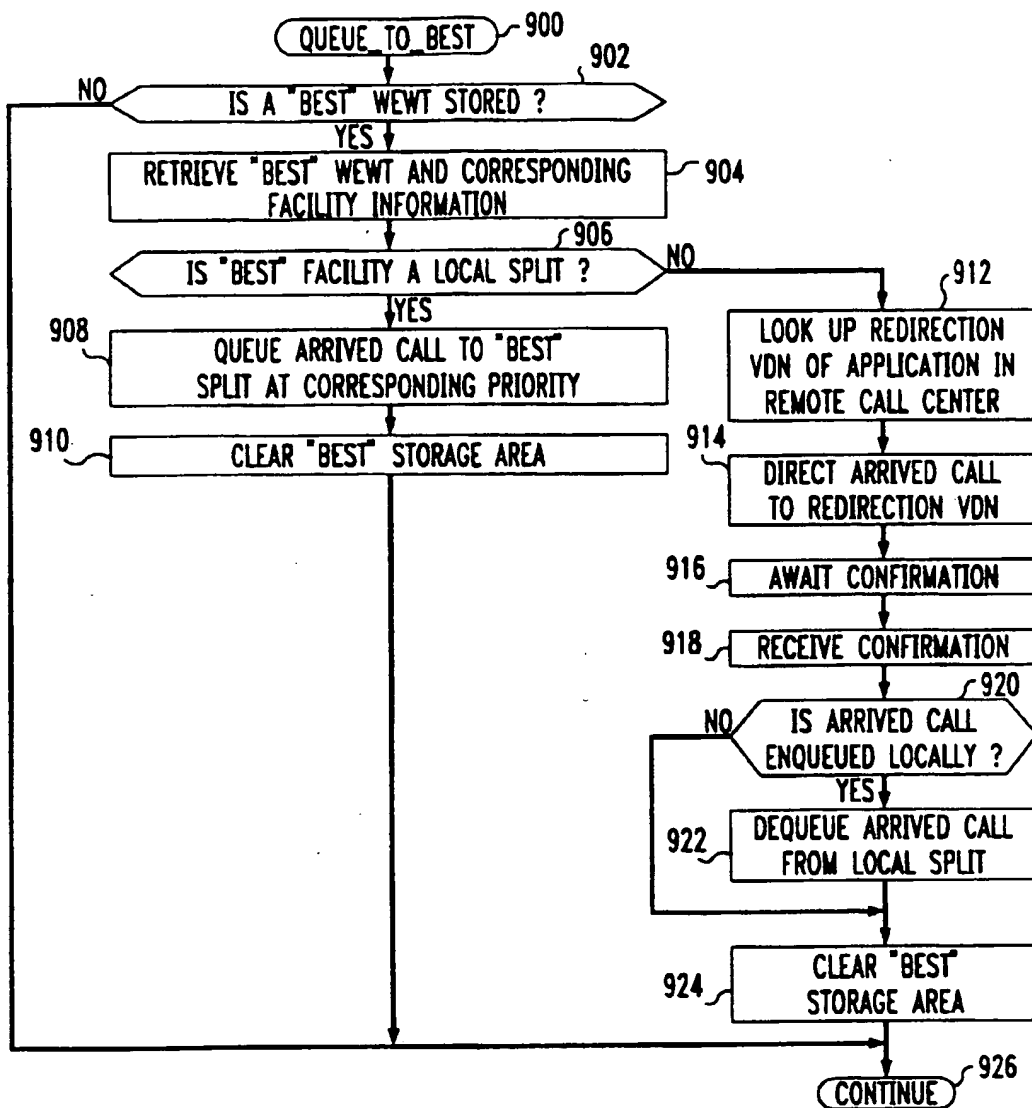 QUEUE_TO_BEST
900
902
NO
IS A "BEST" WEWT STORED ?
YES
RETRIEVE "BEST" WEWT AND CORRESPONDING
FACILITY INFORMATION
904
906
IS "BEST" FACILITY A LOCAL SPLIT ?
NO
YES
908
QUEUE ARRIVED CALL TO "BEST"
SPLIT AT CORRESPONDING PRIORITY
910
CLEAR "BEST" STORAGE AREA
912
LOOK UP REDIRECTION
VDN OF APPLICATION IN
REMOTE CALL CENTER
914
DIRECT ARRIVED CALL
TO REDIRECTION VDN
916
AWAIT CONFIRMATION
918
RECEIVE CONFIRMATION
920
NO
IS ARRIVED CALL
ENQUEUED LOCALLY ?
YES
922
DEQUEUE ARRIVED CALL
FROM LOCAL SPLIT
924
CLEAR "BEST"
STORAGE AREA
CONTINUE
926